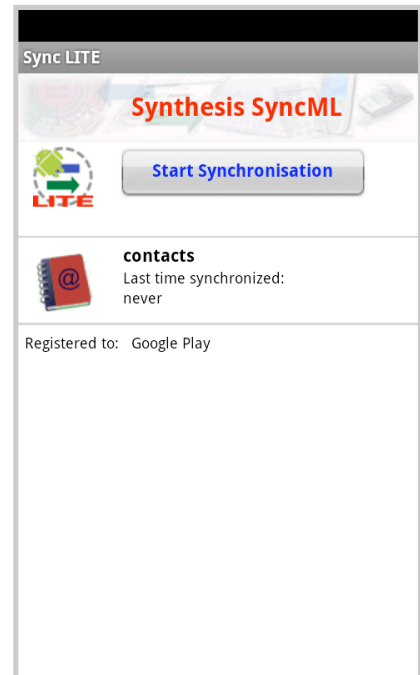 Sync LITE
Synthesis SyncML
LITE
Start Synchronisation
@
contacts
Last time synchronized:
never
Registered to: Google Play